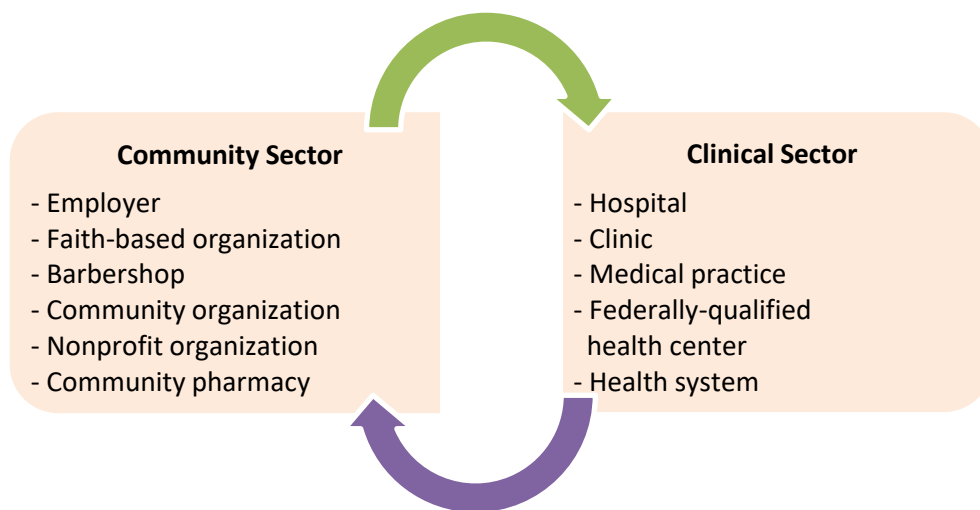 Community Sector
- Employer
- Faith-based organization
- Barbershop
- Community organization
- Nonprofit organization
- Community pharmacy
Clinical Sector
- Hospital
- Clinic
- Medical practice
- Federally-qualified
health center
- Health system